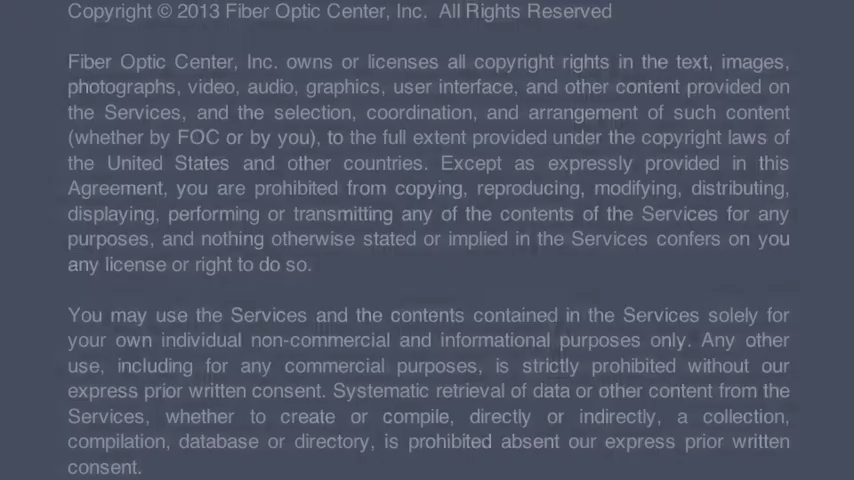 Copyright © 2013 Fiber Optic Center, Inc.  All Rights Reserved
Fiber Optic Center, Inc. owns or licenses all copyright rights in the text, images,
photographs, video, audio, graphics, user interface, and other content provided on
the Services, and the selection, coordination, and arrangement of such content
(whether by FOC or by you), to the full extent provided under the copyright laws of
the United States and other countries. Except as expressly provided in this
Agreement, you are prohibited from copying, reproducing, modifying, distributing,
displaying, performing or transmitting any of the contents of the Services for any
purposes, and nothing otherwise stated or implied in the Services confers on you
any license or right to do so.
You may use the Services and the contents contained in the Services solely for
your own individual non-commercial and informational purposes only. Any other
use, including for any commercial purposes, is strictly prohibited without our
express prior written consent. Systematic retrieval of data or other content from the
Services, whether to create or compile, directly or indirectly, a collection,
compilation, database or directory, is prohibited absent our express prior written
consent.